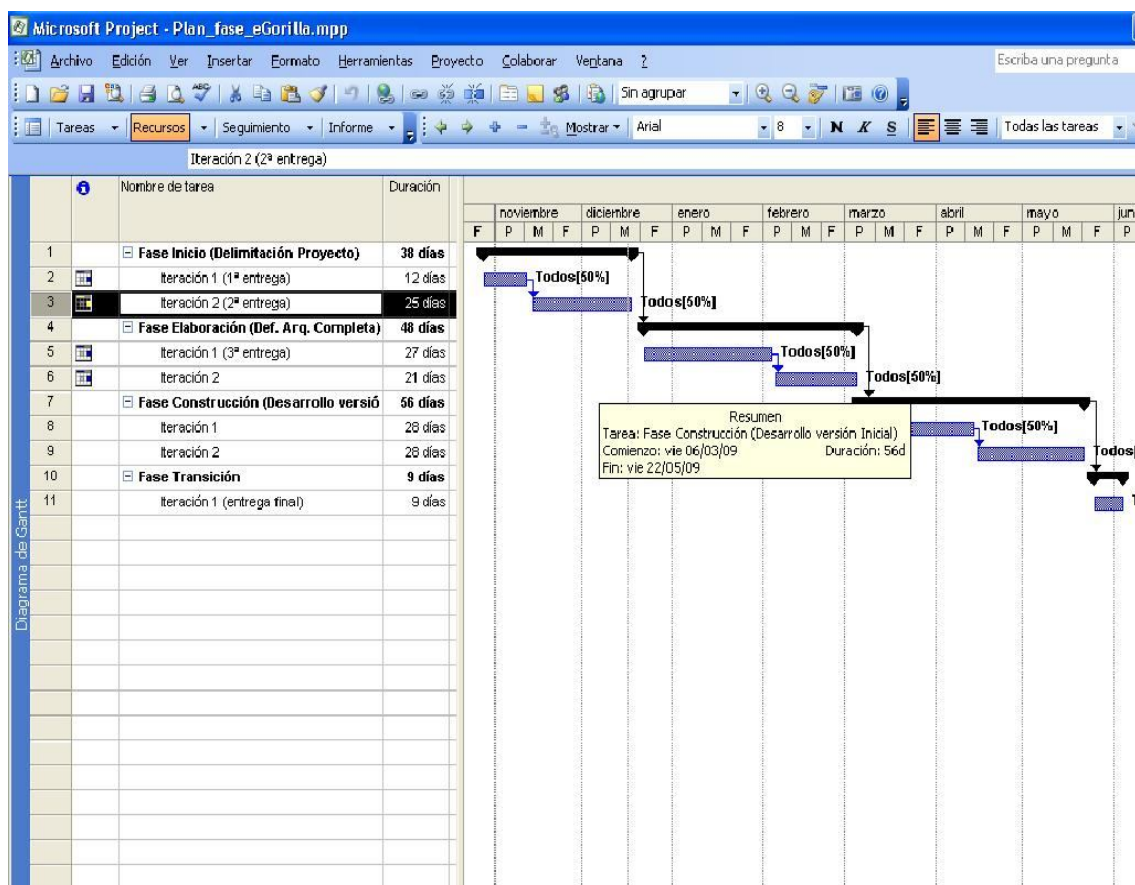 Microsoft Project - Plan_fase_eGorilla.mpp
Archivo Edición Ver Insertar Formato Herramientas Proyecto Colaborar Ventana ? Escriba una pregunta
Sin agrupar
Tareas Recursos Seguimiento Informe Mostrar Arial 8 N K S Todas las tareas
Iteración 2 (2ª entrega)
Nombre de tarea Duración
noviembre diciembre enero febrero marzo abril mayo jun
F P M F P M F P M F P M F P M F P M F P M F P
1 Fase Inicio (Delimitación Proyecto) 38 días
2 Iteración 1 (1ª entrega) 12 días Todos[50%]
3 Iteración 2 (2ª entrega) 25 días Todos[50%]
4 Fase Elaboración (Def. Arq. Completa) 48 días
5 Iteración 1 (3ª entrega) 27 días Todos[50%]
6 Iteración 2 21 días Todos[50%]
7 Fase Construcción (Desarrollo versió 56 días
8 Iteración 1 28 días Todos[50%]
9 Iteración 2 28 días Todos[
10 Fase Transición 9 días
11 Iteración 1 (entrega final) 9 días T
Resumen
Tarea: Fase Construcción (Desarrollo versión Inicial)
Comienzo: vie 06/03/09 Duración: 56d
Fin: vie 22/05/09
Diagrama de Gantt